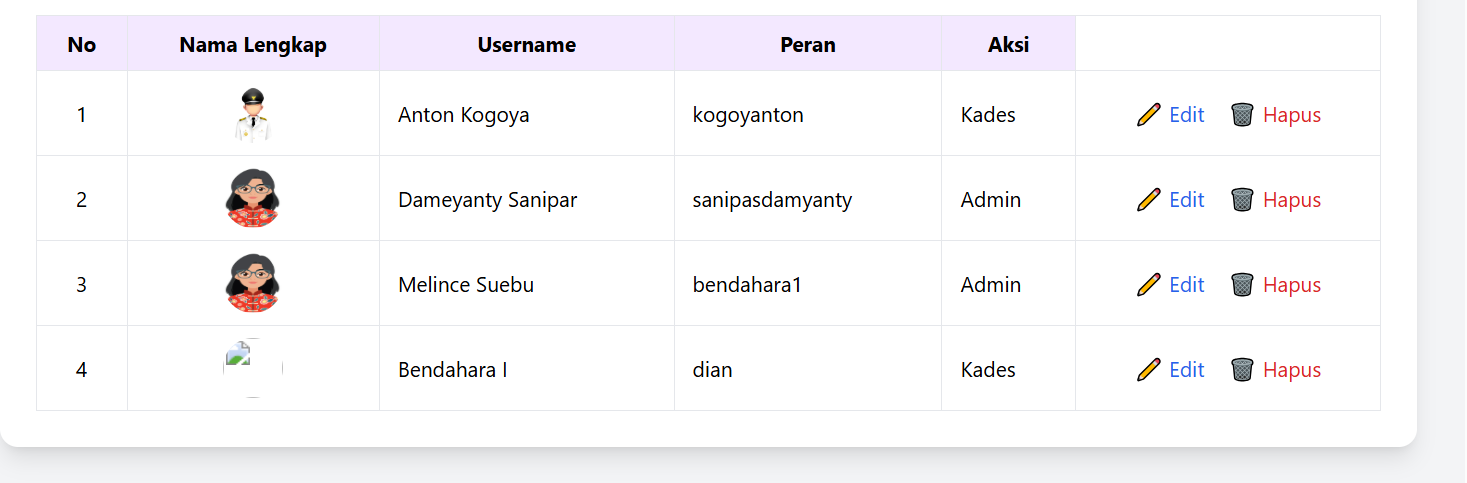 No Nama Lengkap Username Peran Aksi
1 Anton Kogoya kogoyanton Kades Edit Hapus
2 Dameyanty Sanipar sanipasdamyanty Admin Edit Hapus
3 Melince Suebu bendahara1 Admin Edit Hapus
4 Bendahara I dian Kades Edit Hapus